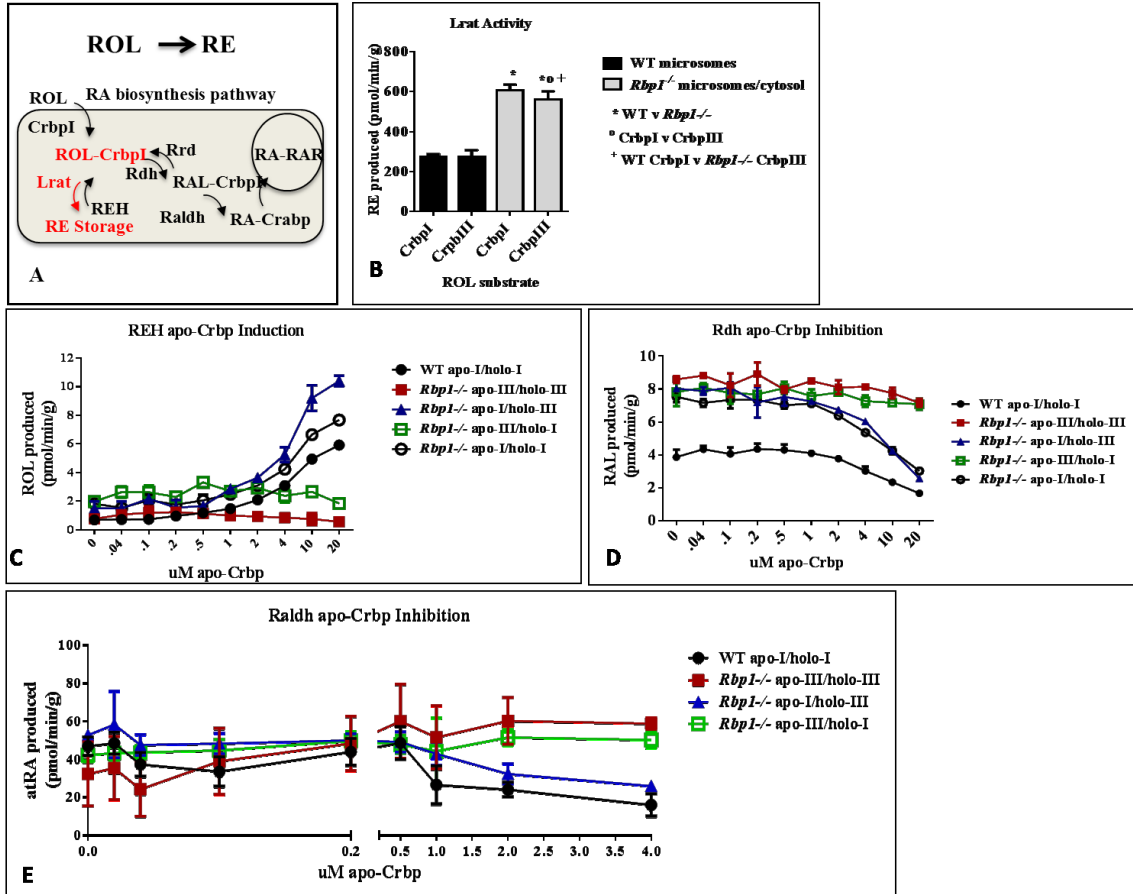 ROL → RE
RA biosynthesis pathway
ROL
CrbpI
ROL-CrbpI
Rrd
Rdh
RAL-CrbpI
RA-RAR
Lrat
REH
RE Storage
Raldh
RA-Crabp
A
Lrat Activity
RE produced (pmol/min/g)
800
600
400
200
0
CrbpI
CrpbIII
CrbpI
CrbpIII
*
*o +
ROL substrate
WT microsomes
Rbp1-/- microsomes/cytosol
* WT v Rbp1-/-
¤ CrbpI v CrbpIII
+ WT CrbpI v Rbp1-/- CrbpIII
B
REH apo-Crbp Induction
ROL produced
(pmol/min/g)
12
10
8
6
4
2
0
0 .04 .1 .2 .5 1 2 4 10 20
uM apo-Crbp
WT apo-I/holo-I
Rbp1-/- apo-III/holo-III
Rbp1-/- apo-I/holo-III
Rbp1-/- apo-III/holo-I
Rbp1-/- apo-I/holo-I
C
Rdh apo-Crbp Inhibition
RAL produced
(pmol/min/g)
10
8
6
4
2
0
0 .04 .1 .2 .5 1 2 4 10 20
uM apo-Crbp
WT apo-I/holo-I
Rbp1-/- apo-III/holo-III
Rbp1-/- apo-I/holo-III
Rbp1-/- apo-III/holo-I
Rbp1-/- apo-I/holo-I
D
Raldh apo-Crbp Inhibition
atRA produced
(pmol/min/g)
100
80
60
40
20
0
0.0 0.2 0.5 1.0 1.5 2.0 2.5 3.0 3.5 4.0
uM apo-Crbp
WT apo-I/holo-I
Rbp1-/- apo-III/holo-III
Rbp1-/- apo-I/holo-III
Rbp1-/- apo-III/holo-I
E